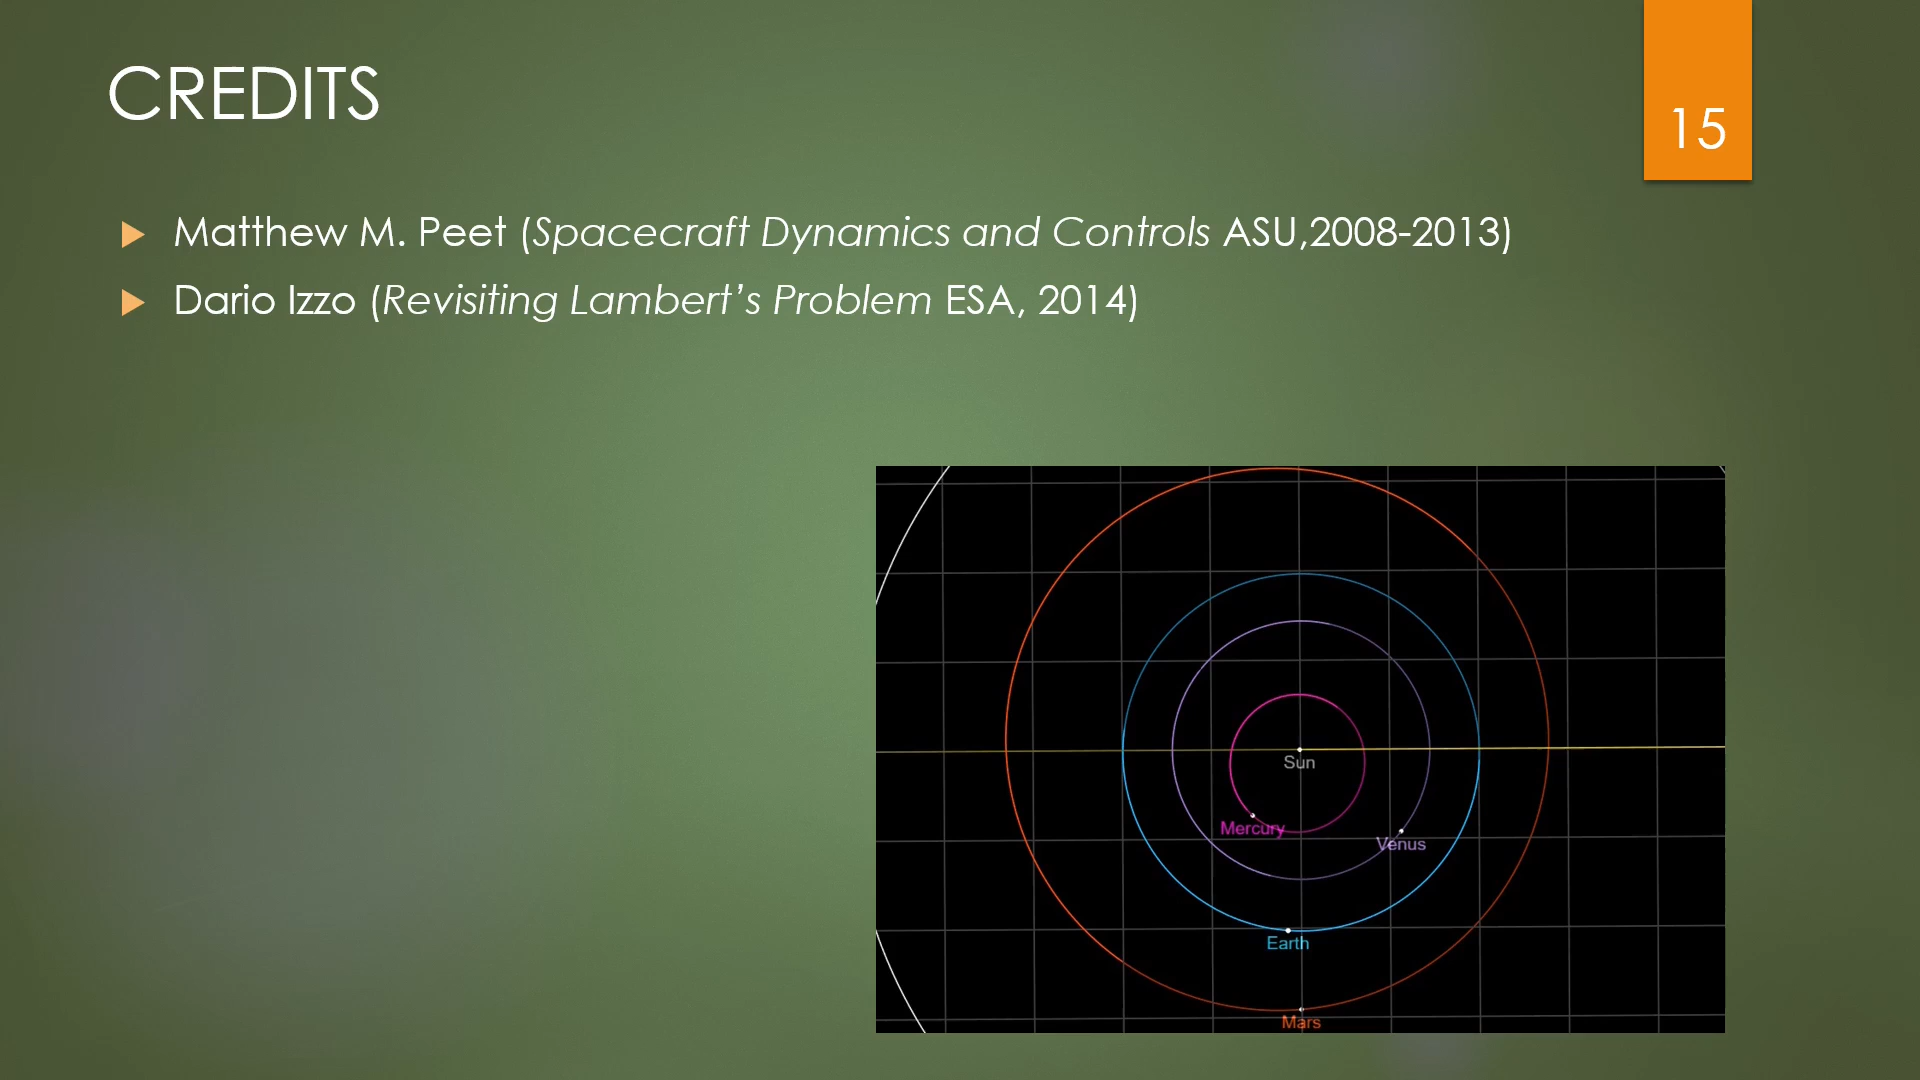 CREDITS
15
Matthew M. Peet (Spacecraft Dynamics and Controls ASU,2008-2013)
Dario Izzo (Revisiting Lambert’s Problem ESA, 2014)
Sun
Mercury
Venus
Earth
Mars